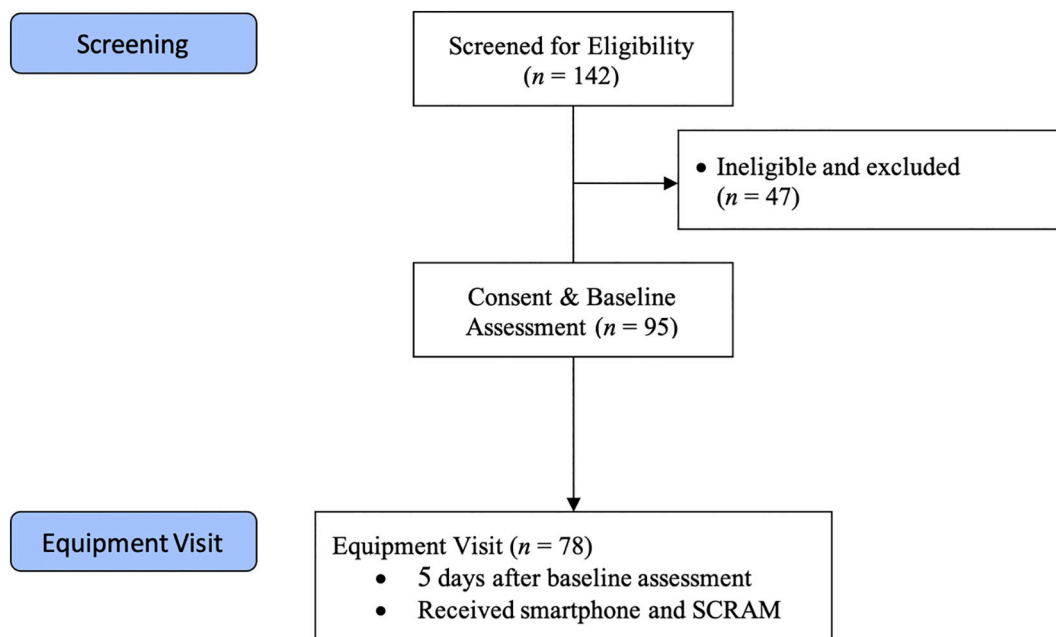 Screening
Screened for Eligibility
(n = 142)
• Ineligible and excluded
(n = 47)
Consent & Baseline
Assessment (n = 95)
Equipment Visit
Equipment Visit (n = 78)
• 5 days after baseline assessment
• Received smartphone and SCRAM